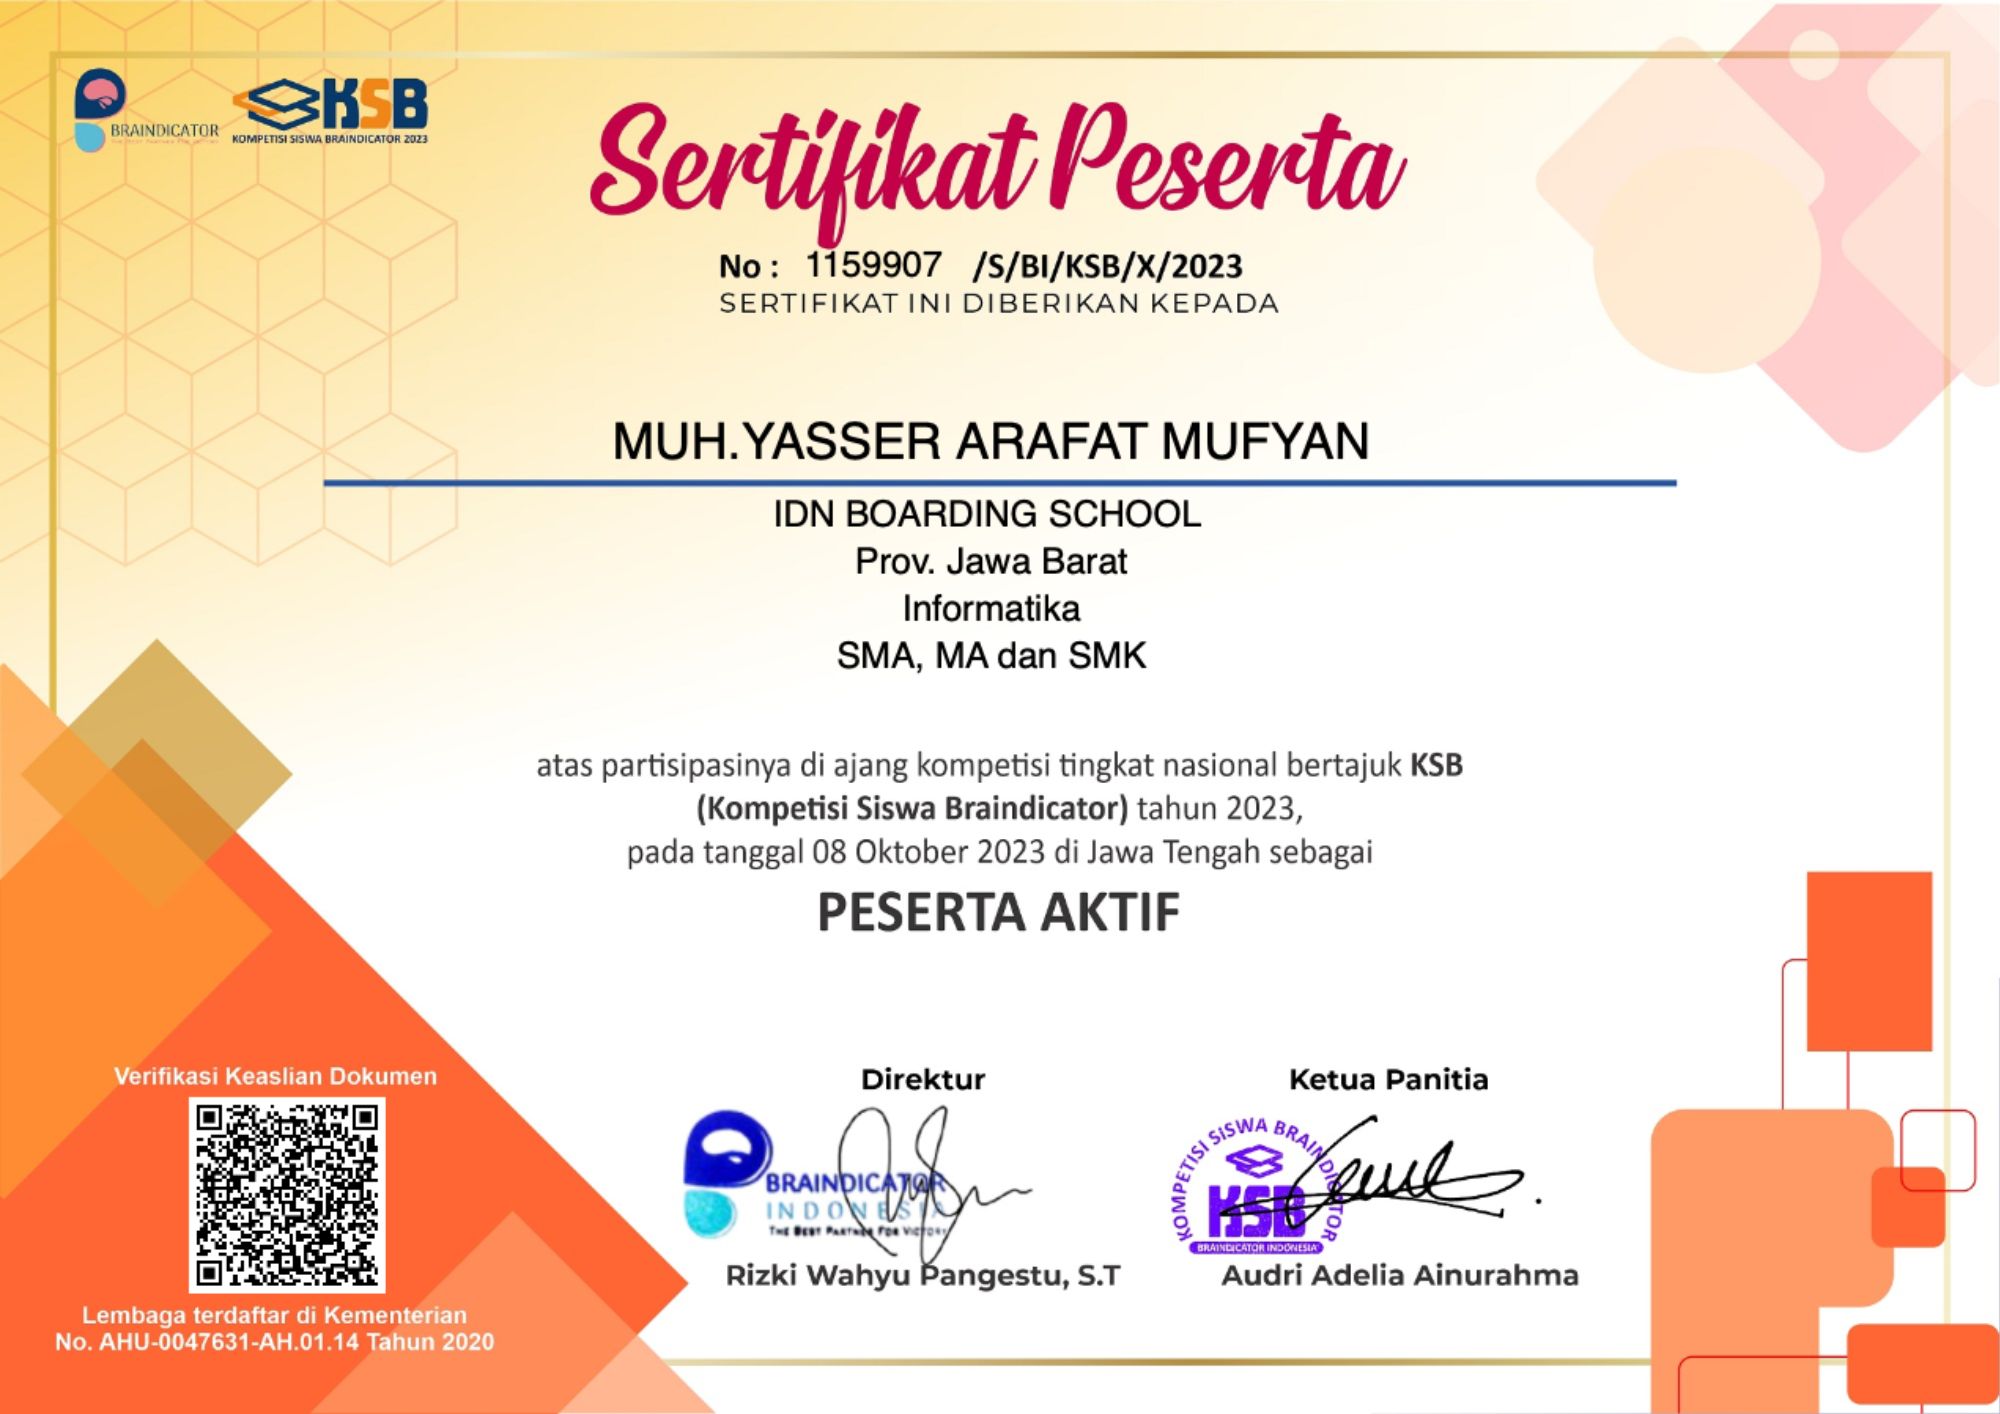 BRAINDICATOR
KSB
KOMPETISI SISWA BRAINDICATOR 2023
Sertifikat Peserta
No : 1159907 /S/BI/KSB/X/2023
SERTIFIKAT INI DIBERIKAN KEPADA
MUH.YASSER ARAFAT MUFYAN
IDN BOARDING SCHOOL
Prov. Jawa Barat
Informatika
SMA, MA dan SMK
atas partisipasinya di ajang kompetisi tingkat nasional bertajuk KSB
(Kompetisi Siswa Braindicator) tahun 2023,
pada tanggal 08 Oktober 2023 di Jawa Tengah sebagai
PESERTA AKTIF
Verifikasi Keaslian Dokumen
Lembaga terdaftar di Kementerian
No. AHU-0047631-AH.01.14 Tahun 2020
Direktur
BRAINDICATOR
INDONESIA
THE BEST PARTNER FOR VICTORY
Rizki Wahyu Pangestu, S.T
Ketua Panitia
KOMPETISI SISWA BRAINDICATOR
KSB
BRAINDICATOR INDONESIA
Audri Adelia Ainurahma